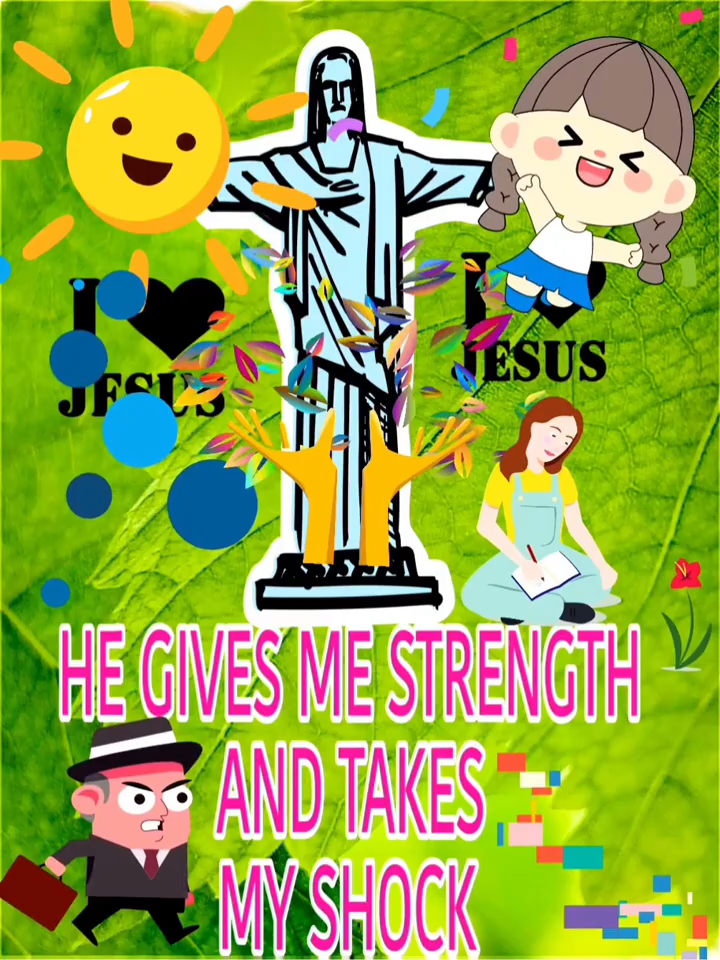 I
JESUS
I
JESUS
HE GIVES ME STRENGTH
AND TAKES
MY SHOCK